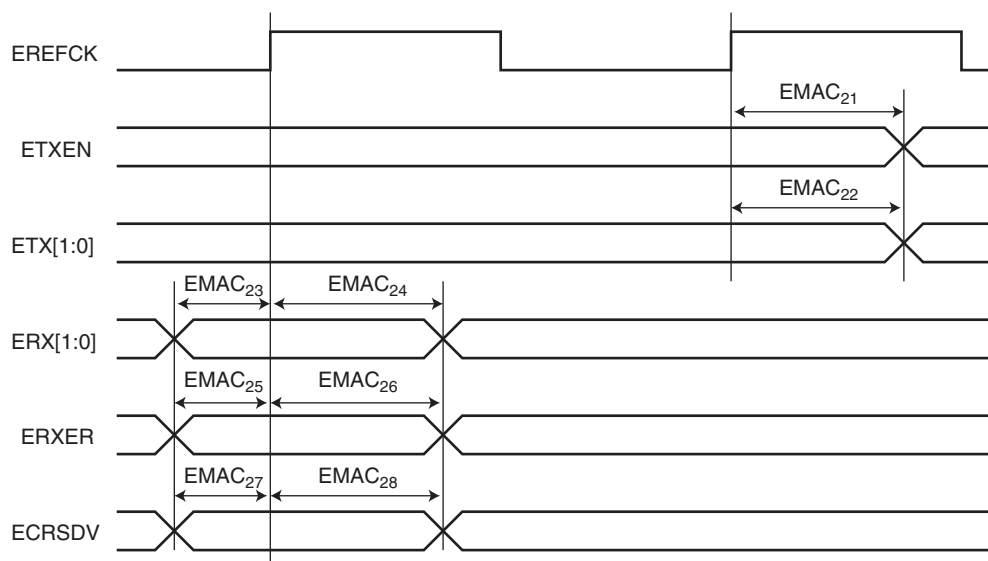 EREFCK
EMAC21
ETXEN
EMAC22
ETX[1:0]
EMAC23 EMAC24
ERX[1:0]
EMAC25 EMAC26
ERXER
EMAC27 EMAC28
ECRSDV